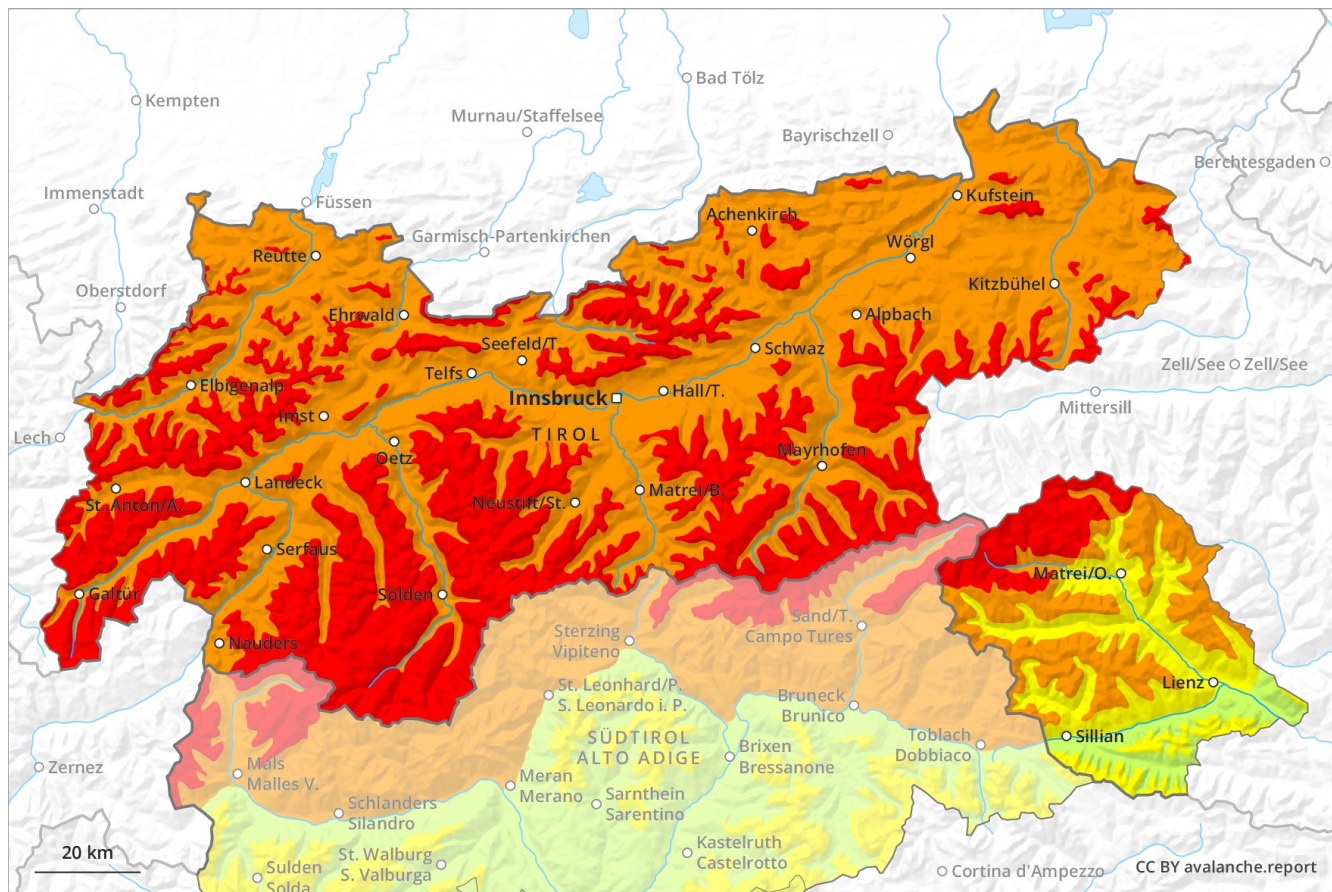 Kempten
Bad Tölz
Murnau/Staffelsee
Bayrischzell
Berchtesgaden
Immenstadt
Füssen
Kufstein
Achenkirch
Garmisch-Partenkirchen
Wörgl
Reutte
Oberstdorf
Kitzbühel
Ehrwald
Alpbach
Seefeld/T.
Schwaz
Zell/See
Zell/See
Telfs
Elbigenalp
Hall/T.
Innsbruck
Mittersill
Imst
TIROL
Lech
Oetz
Mayrhofen
Landeck
Matrei/B.
Neustift/St.
St. Anton/A.
Serfaus
Matrei/O.
Galtür
Sölden
Sand/T.
Campo Tures
Sterzing
Vipiteno
Nauders
Lienz
St. Leonhard/P.
S. Leonardo i. P.
Bruneck
Brunico
SÜDTIROL
ALTO ADIGE
Toblach
Dobbiaco
Sillian
Brixen
Bressanone
Zernez
Mals
Malles V.
Meran
Merano
Sarnthein
Sarentino
Schlanders
Silandro
Kastelruth
Castelrotto
20 km
St. Walburg
S. Valburga
Sulden
Solda
Cortina d'Ampezzo
CC BY avalanche.report